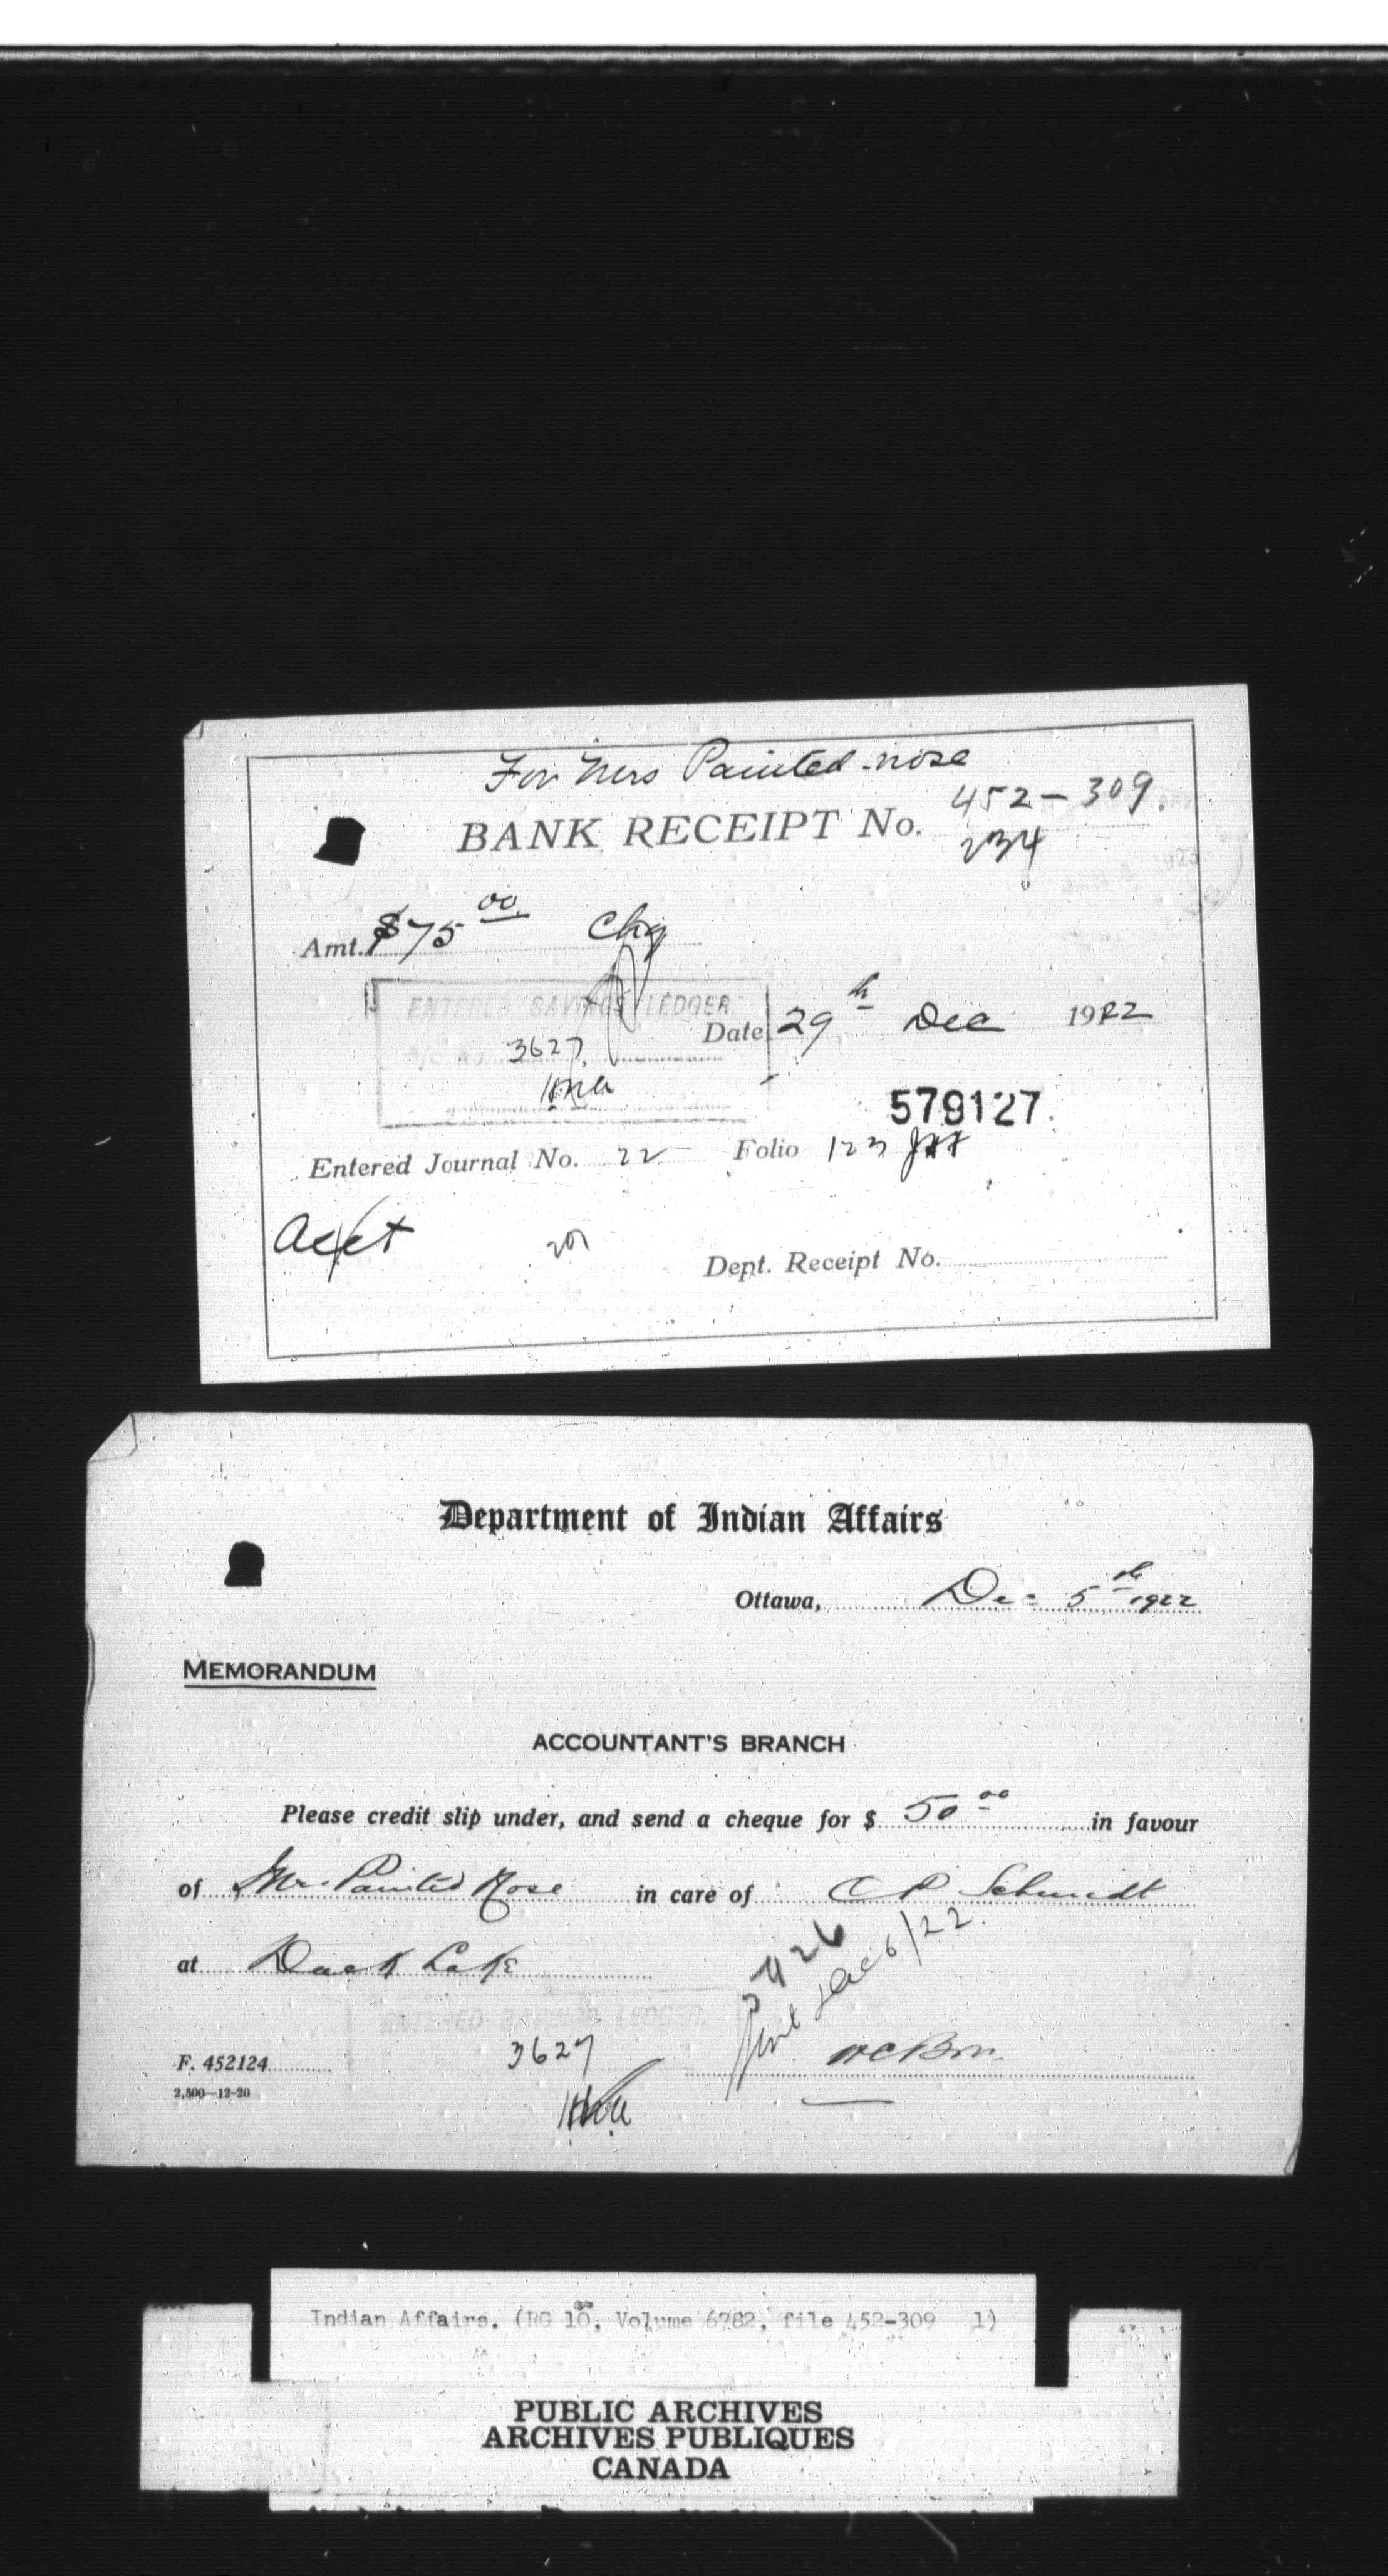 For Mrs Painted-nose
452-309.
BANK RECEIPT No.
234
Amt. $75 00 Chq
ENTERED SAVINGS LEDGER.
Date 29th Dec 1922
A/C No. 3627
579127
Entered Journal No. 22 Folio 123
Acct
Dept. Receipt No.
Department of Indian Affairs
Ottawa, Dec 5th 1922
MEMORANDUM
ACCOUNTANT'S BRANCH
Please credit slip under, and send a cheque for $ 50 00 in favour
of Mr. Painted Nose in care of C P Schmidt
at Duck Lake
ENTERED SAVINGS LEDGER.
3627
F. 452124
2,500—12-20
Indian Affairs. (RG 10, Volume 6782, file 452-309 1)
PUBLIC ARCHIVES
ARCHIVES PUBLIQUES
CANADA